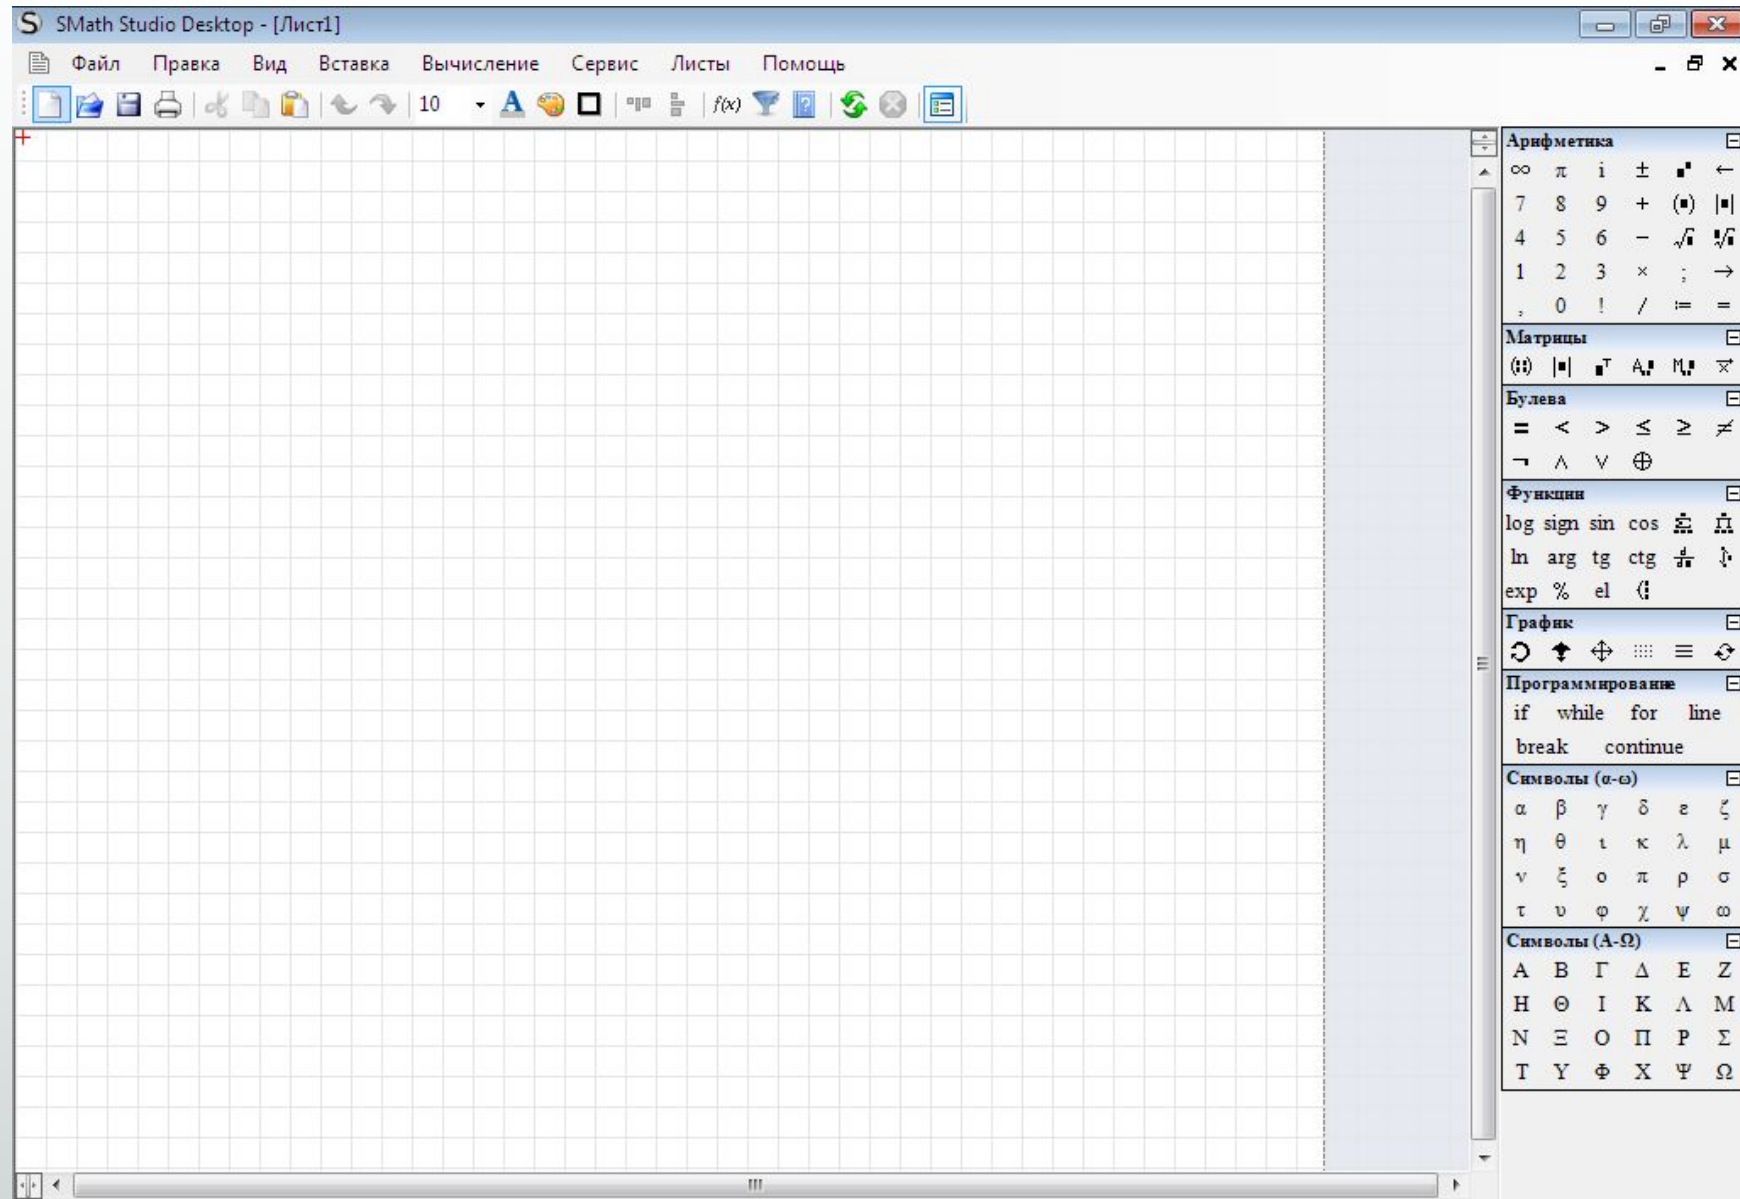 S SMath Studio Desktop - [Лист1]
Файл Правка Вид Вставка Вычисление Сервис Листы Помощь
10 A f(x) ?
Арифметика
∞ π i ± ←
7 8 9 + (▪) |▪|
4 5 6 −
1 2 3 × ; →
, 0 ! / := =
Матрицы
Булева
= < > ≤ ≥ ≠
¬ ∧ ∨ ⊕
Функции
log sign sin cos
ln arg tg ctg
exp % el
График
Программирование
if while for line
break continue
Символы (α-ω)
α β γ δ ε ζ
η θ ι κ λ μ
ν ξ ο π ρ σ
τ υ φ χ ψ ω
Символы (Α-Ω)
Α Β Γ Δ Ε Ζ
Η Θ Ι Κ Λ Μ
Ν Ξ Ο Π Ρ Σ
Τ Υ Φ Χ Ψ Ω